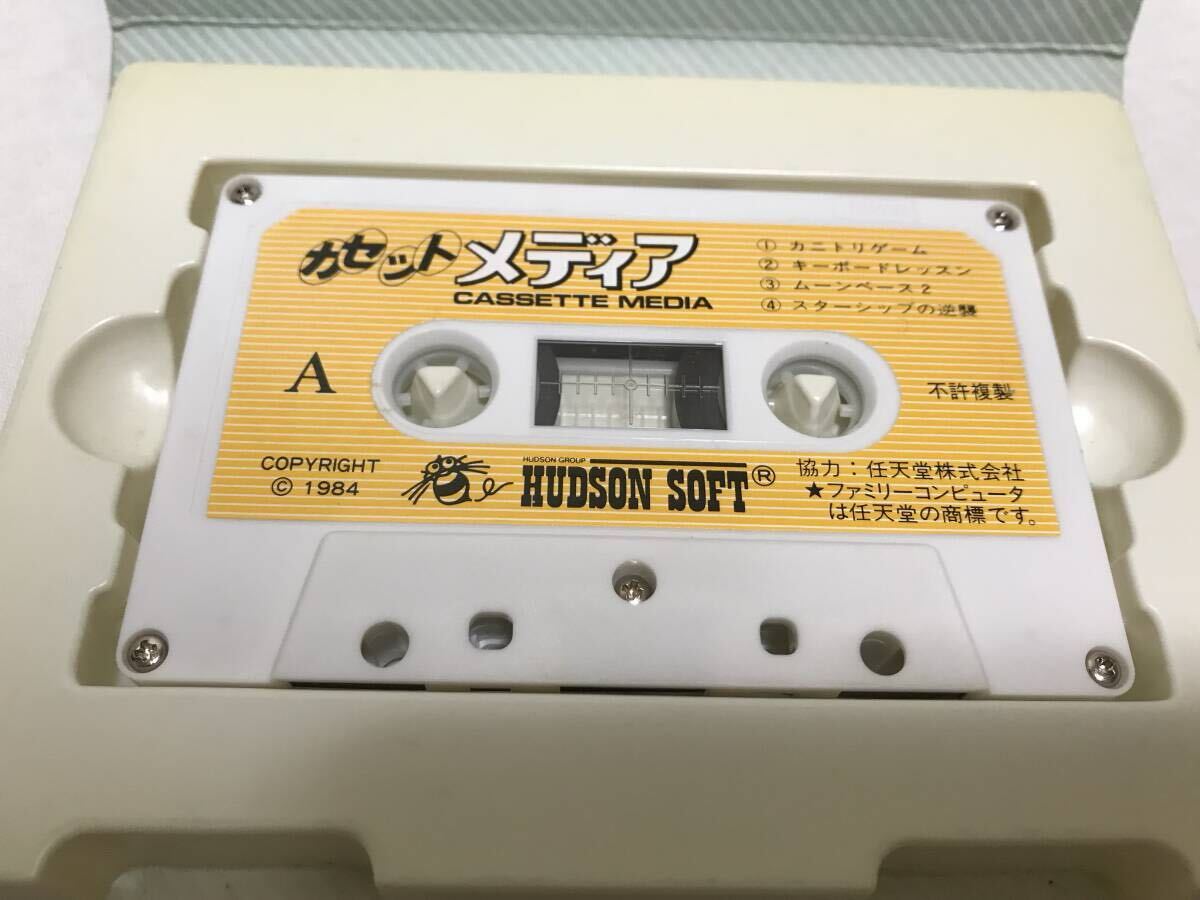 カセットメディア
CASSETTE MEDIA
① カニトリゲーム
② キーボードレッスン
③ ムーンベース2
④ スターシップの逆襲
A
不許複製
COPYRIGHT
© 1984
HUDSON GROUP
HUDSON SOFT®
協力：任天堂株式会社
★ファミリーコンピュータ
は任天堂の商標です。